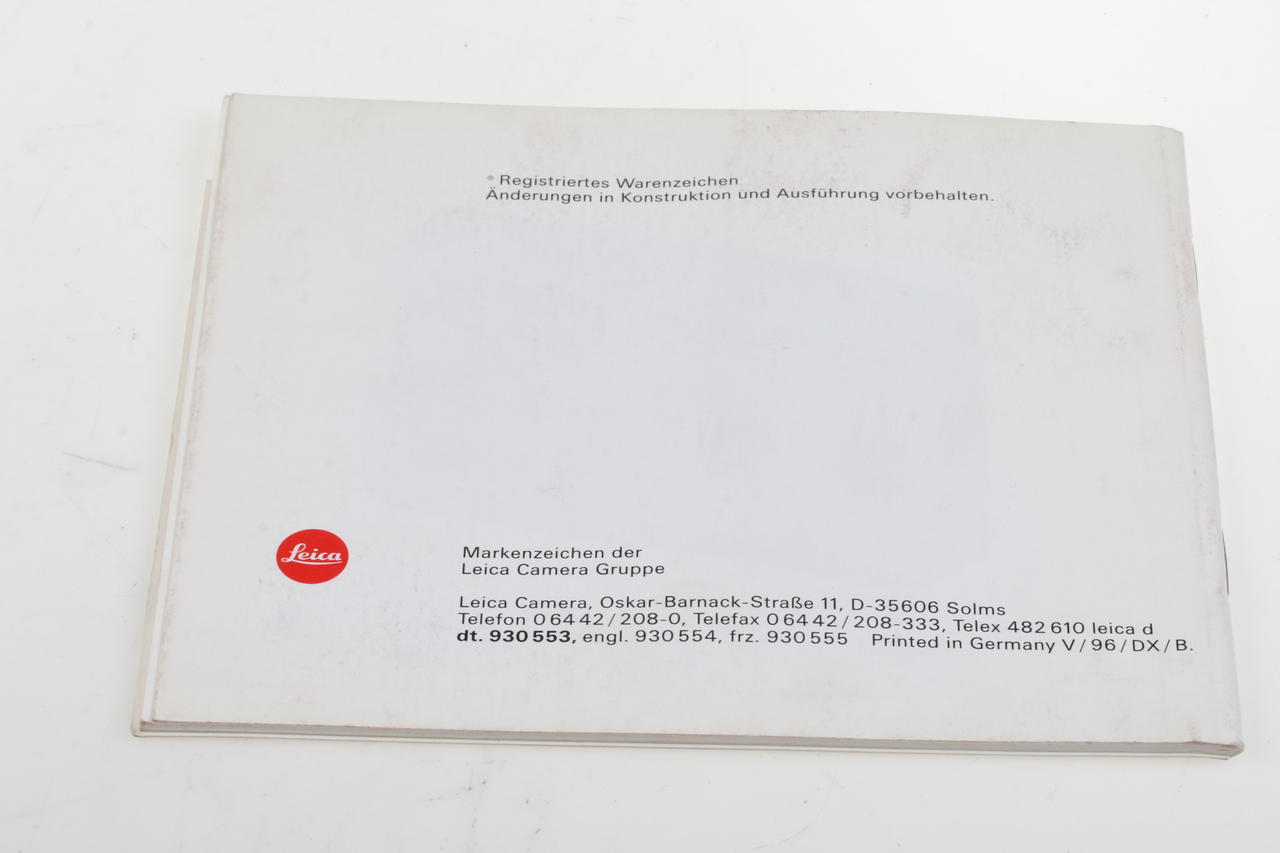 ® Registriertes Warenzeichen
Änderungen in Konstruktion und Ausführung vorbehalten.
Leica
Markenzeichen der
Leica Camera Gruppe
Leica Camera, Oskar-Barnack-Straße 11, D-35606 Solms
Telefon 0 64 42 / 208-0, Telefax 0 64 42 / 208-333, Telex 482 610 leica d
dt. 930 553, engl. 930 554, frz. 930 555 Printed in Germany V / 96 / DX / B.